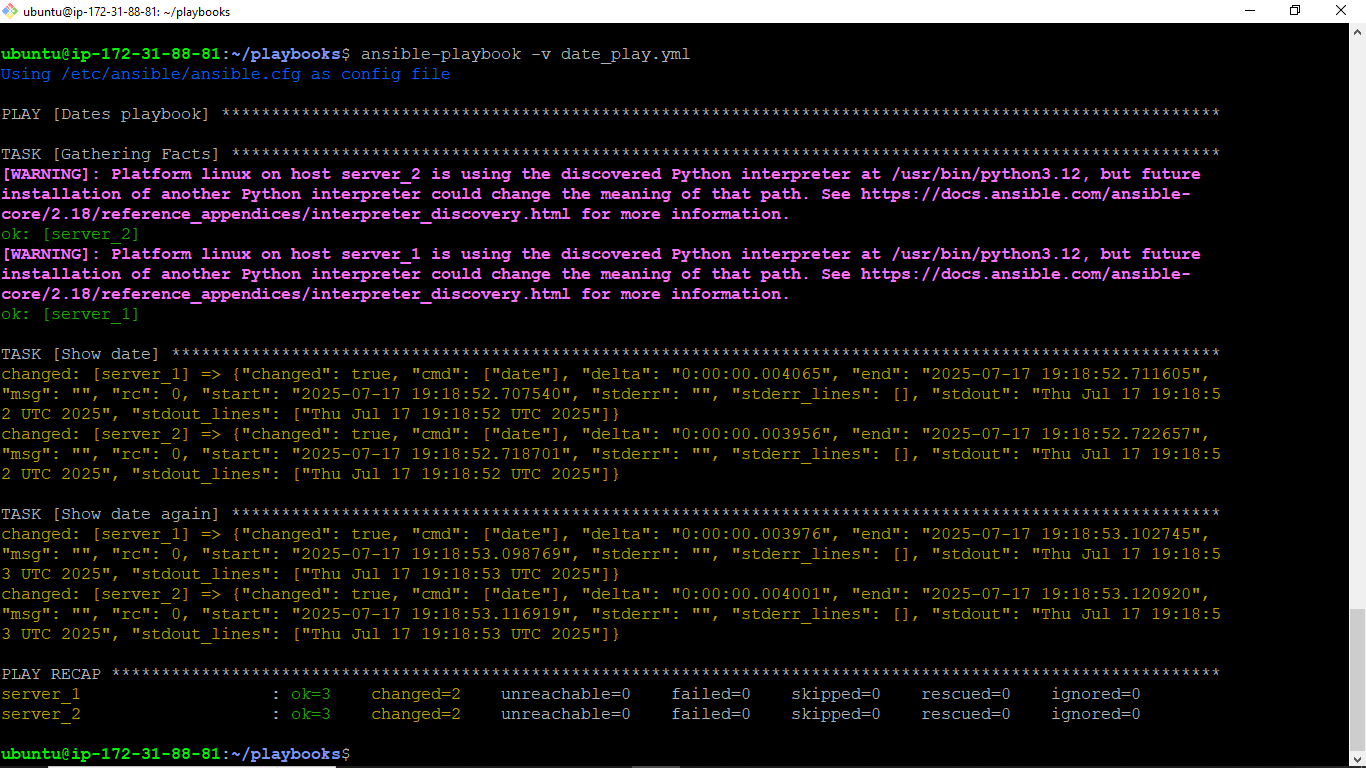 ubuntu@ip-172-31-88-81: ~/playbooks
ubuntu@ip-172-31-88-81:~/playbooks$ ansible-playbook -v date_play.yml
Using /etc/ansible/ansible.cfg as config file
PLAY [Dates playbook] ****************************************************************************************************
TASK [Gathering Facts] ***************************************************************************************************
[WARNING]: Platform linux on host server_2 is using the discovered Python interpreter at /usr/bin/python3.12, but future
installation of another Python interpreter could change the meaning of that path. See https://docs.ansible.com/ansible-
core/2.18/reference_appendices/interpreter_discovery.html for more information.
ok: [server_2]
[WARNING]: Platform linux on host server_1 is using the discovered Python interpreter at /usr/bin/python3.12, but future
installation of another Python interpreter could change the meaning of that path. See https://docs.ansible.com/ansible-
core/2.18/reference_appendices/interpreter_discovery.html for more information.
ok: [server_1]
TASK [Show date] *********************************************************************************************************
changed: [server_1] => {"changed": true, "cmd": ["date"], "delta": "0:00:00.004065", "end": "2025-07-17 19:18:52.711605",
"msg": "", "rc": 0, "start": "2025-07-17 19:18:52.707540", "stderr": "", "stderr_lines": [], "stdout": "Thu Jul 17 19:18:5
2 UTC 2025", "stdout_lines": ["Thu Jul 17 19:18:52 UTC 2025"]}
changed: [server_2] => {"changed": true, "cmd": ["date"], "delta": "0:00:00.003956", "end": "2025-07-17 19:18:52.722657",
"msg": "", "rc": 0, "start": "2025-07-17 19:18:52.718701", "stderr": "", "stderr_lines": [], "stdout": "Thu Jul 17 19:18:5
2 UTC 2025", "stdout_lines": ["Thu Jul 17 19:18:52 UTC 2025"]}
TASK [Show date again] ***************************************************************************************************
changed: [server_1] => {"changed": true, "cmd": ["date"], "delta": "0:00:00.003976", "end": "2025-07-17 19:18:53.102745",
"msg": "", "rc": 0, "start": "2025-07-17 19:18:53.098769", "stderr": "", "stderr_lines": [], "stdout": "Thu Jul 17 19:18:5
3 UTC 2025", "stdout_lines": ["Thu Jul 17 19:18:53 UTC 2025"]}
changed: [server_2] => {"changed": true, "cmd": ["date"], "delta": "0:00:00.004001", "end": "2025-07-17 19:18:53.120920",
"msg": "", "rc": 0, "start": "2025-07-17 19:18:53.116919", "stderr": "", "stderr_lines": [], "stdout": "Thu Jul 17 19:18:5
3 UTC 2025", "stdout_lines": ["Thu Jul 17 19:18:53 UTC 2025"]}
PLAY RECAP ***************************************************************************************************************
server_1                   : ok=3    changed=2    unreachable=0    failed=0    skipped=0    rescued=0    ignored=0
server_2                   : ok=3    changed=2    unreachable=0    failed=0    skipped=0    rescued=0    ignored=0
ubuntu@ip-172-31-88-81:~/playbooks$